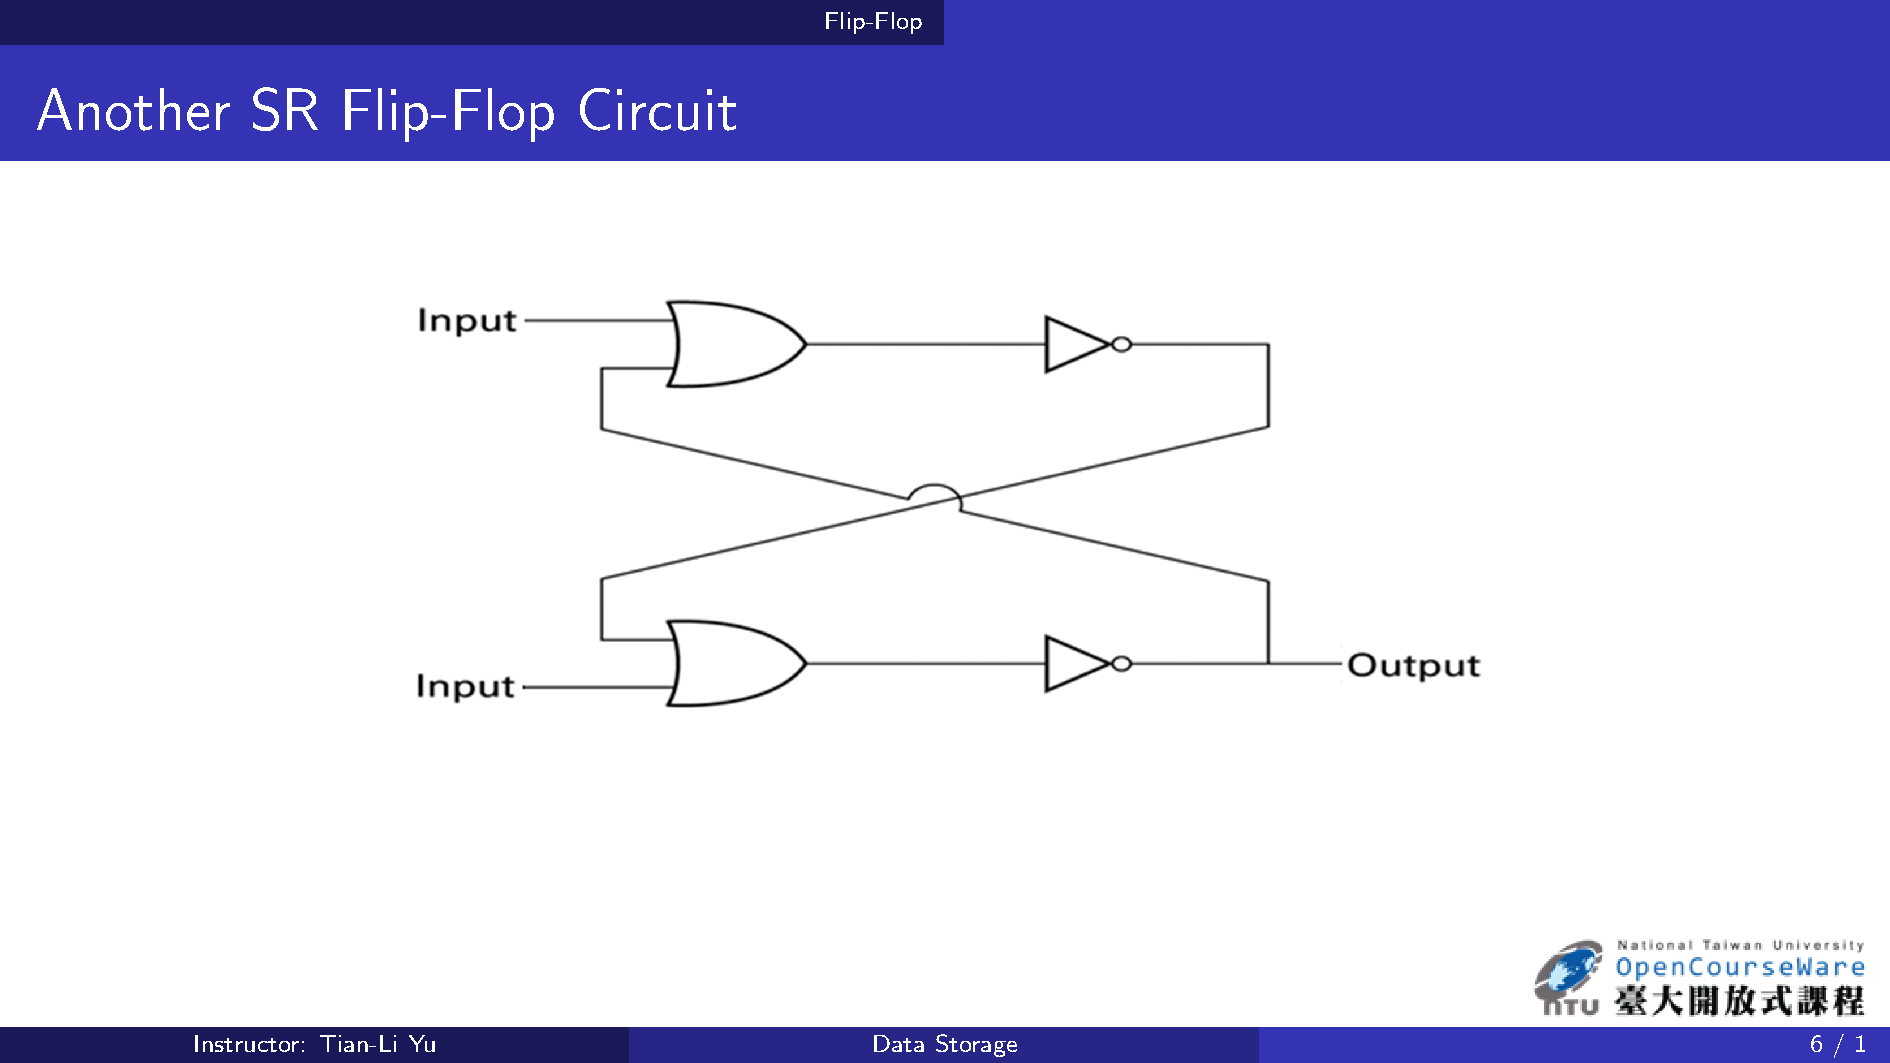 Flip-Flop
Another SR Flip-Flop Circuit
Input
Input
Output
National Taiwan University
OpenCourseWare
NTU
臺大開放式課程
Instructor: Tian-Li Yu
Data Storage
6 / 1